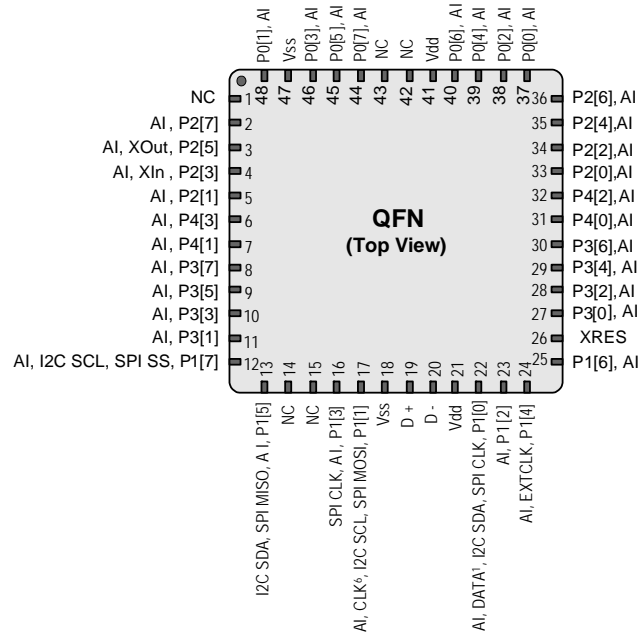 P0[1], AI
Vss
P0[3], AI
P0[5], AI
P0[7], AI
NC
NC
Vdd
P0[6], AI
P0[4], AI
P0[2], AI
P0[0], AI
48
47
46
45
44
43
42
41
40
39
38
37
NC 1
AI , P2[7] 2
AI, XOut, P2[5] 3
AI, XIn , P2[3] 4
AI , P2[1] 5
AI, P4[3] 6
AI, P4[1] 7
AI, P3[7] 8
AI, P3[5] 9
AI, P3[3] 10
AI, P3[1] 11
AI, I2C SCL, SPI SS, P1[7] 12
QFN
(Top View)
36 P2[6], AI
35 P2[4], AI
34 P2[2], AI
33 P2[0], AI
32 P4[2], AI
31 P4[0], AI
30 P3[6], AI
29 P3[4], AI
28 P3[2], AI
27 P3[0], AI
26 XRES
25 P1[6], AI
13
14
15
16
17
18
19
20
21
22
23
24
I2C SDA, SPI MISO, A I, P1[5]
NC
NC
SPI CLK, A I, P1[3]
AI, CLK⁶, I2C SCL, SPI MOSI, P1[1]
Vss
D +
D -
Vdd
AI, DATA¹, I2C SDA, SPI CLK, P1[0]
AI, P1[2]
AI, EXTCLK, P1[4]